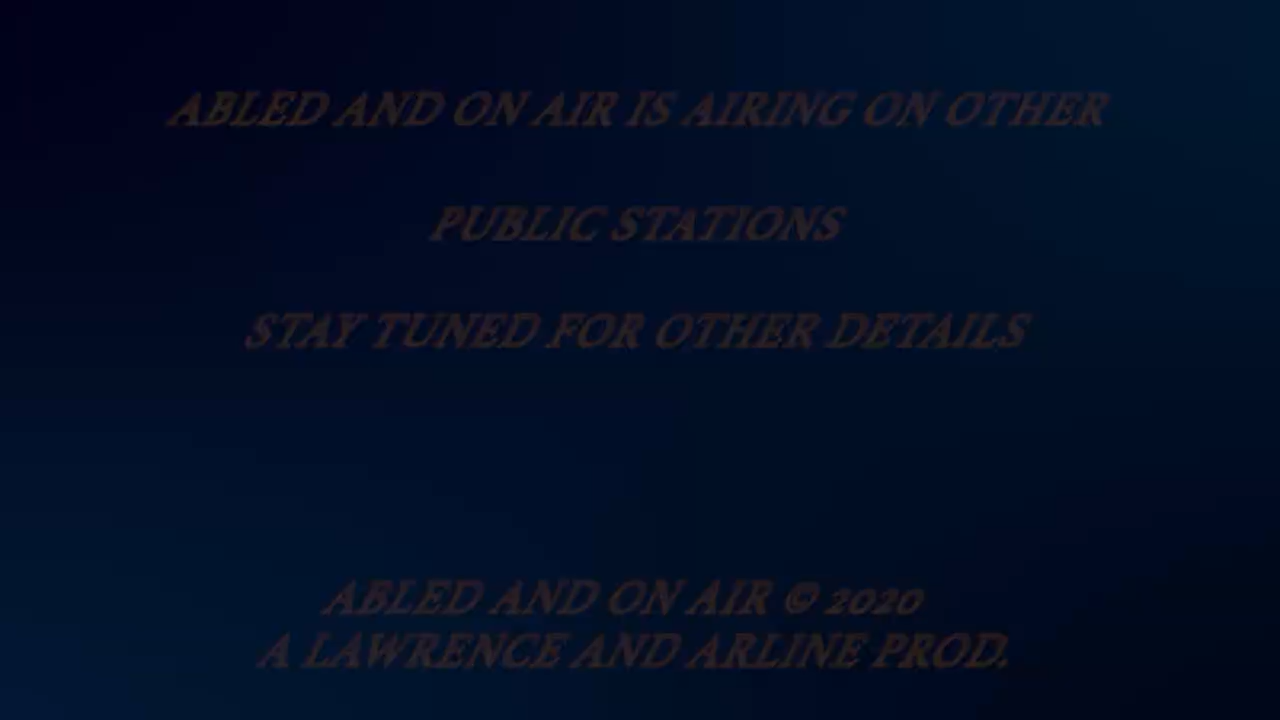 ABLED AND ON AIR IS AIRING ON OTHER
PUBLIC STATIONS
STAY TUNED FOR OTHER DETAILS
ABLED AND ON AIR © 2020
A LAWRENCE AND ARLINE PROD.